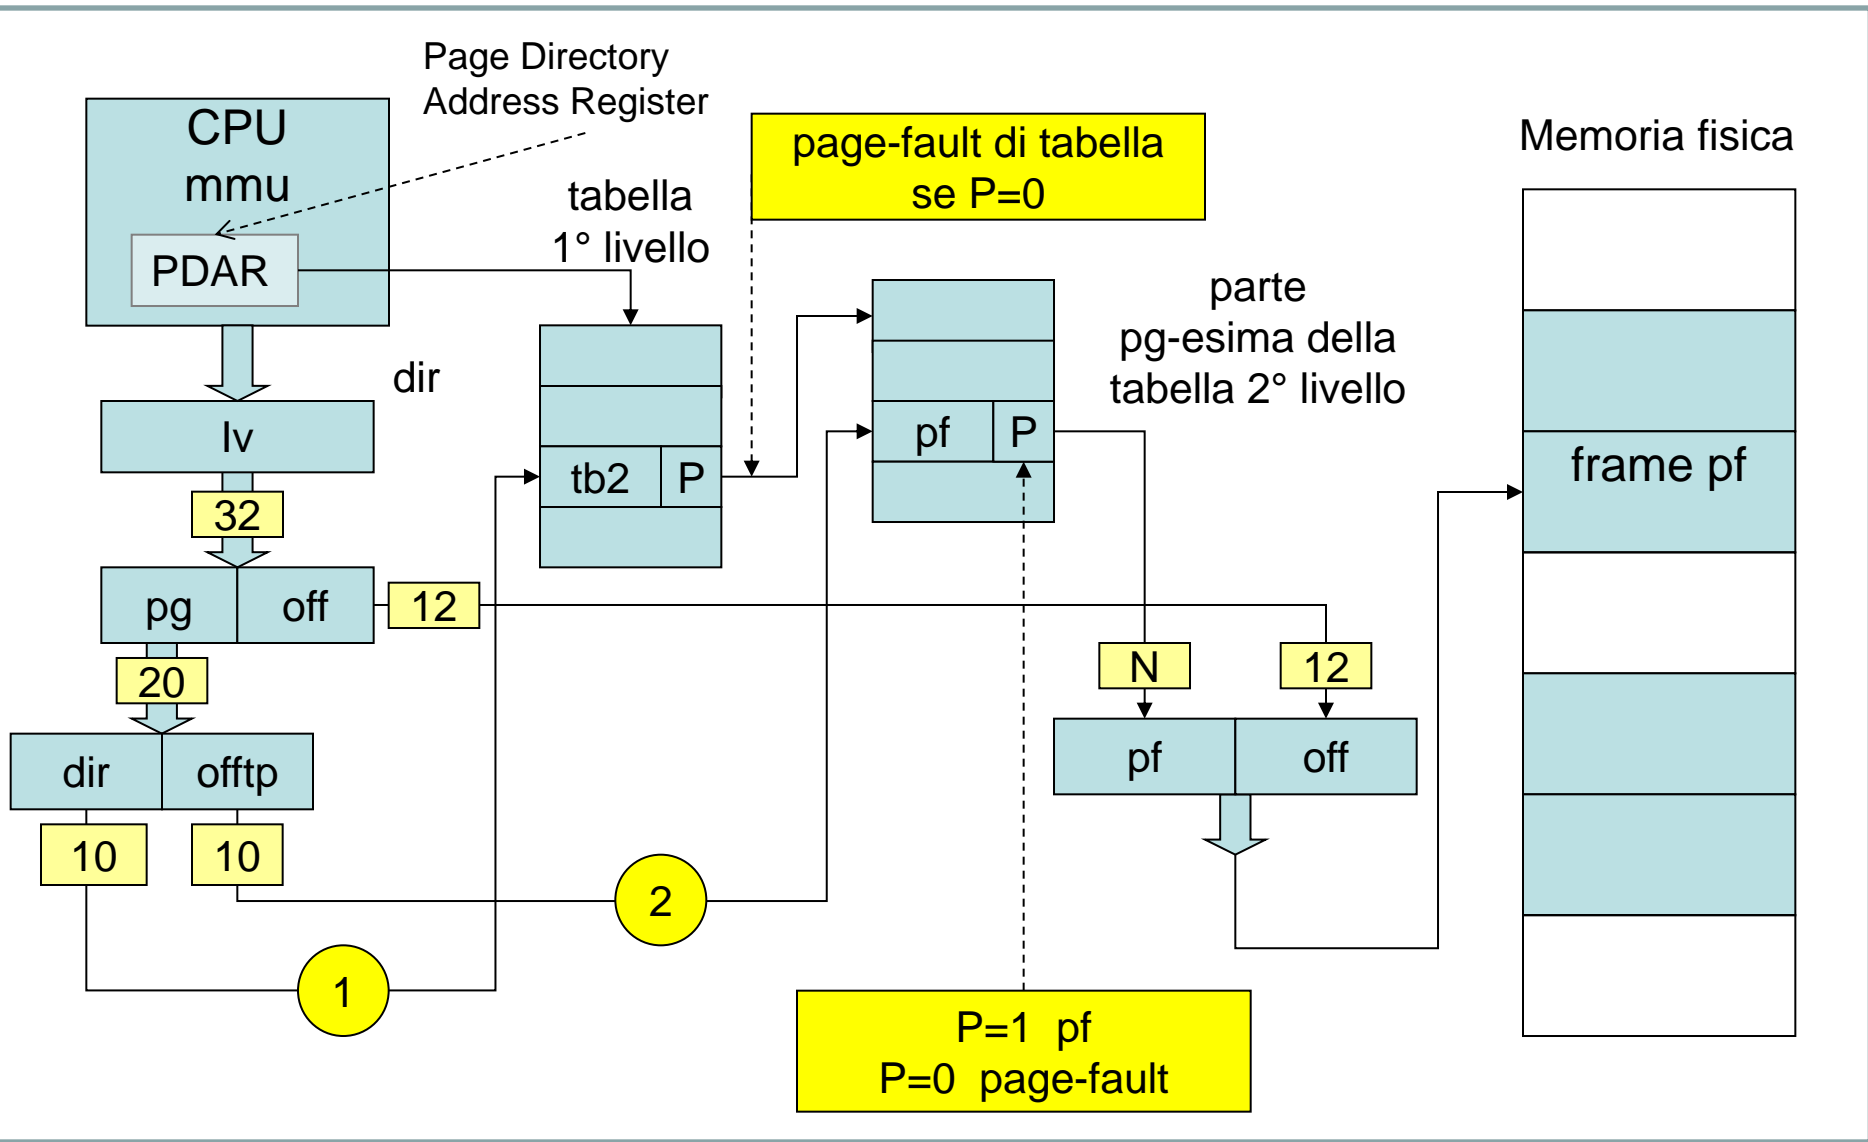 Page Directory
Address Register
CPU
mmu
PDAR
tabella
1° livello
page-fault di tabella
se P=0
Memoria fisica
parte
pg-esima della
tabella 2° livello
dir
Iv
32
pg off
12
20
dir offtp
10 10
tb2 P
pf P
frame pf
N 12
pf off
2
1
P=1 pf
P=0 page-fault